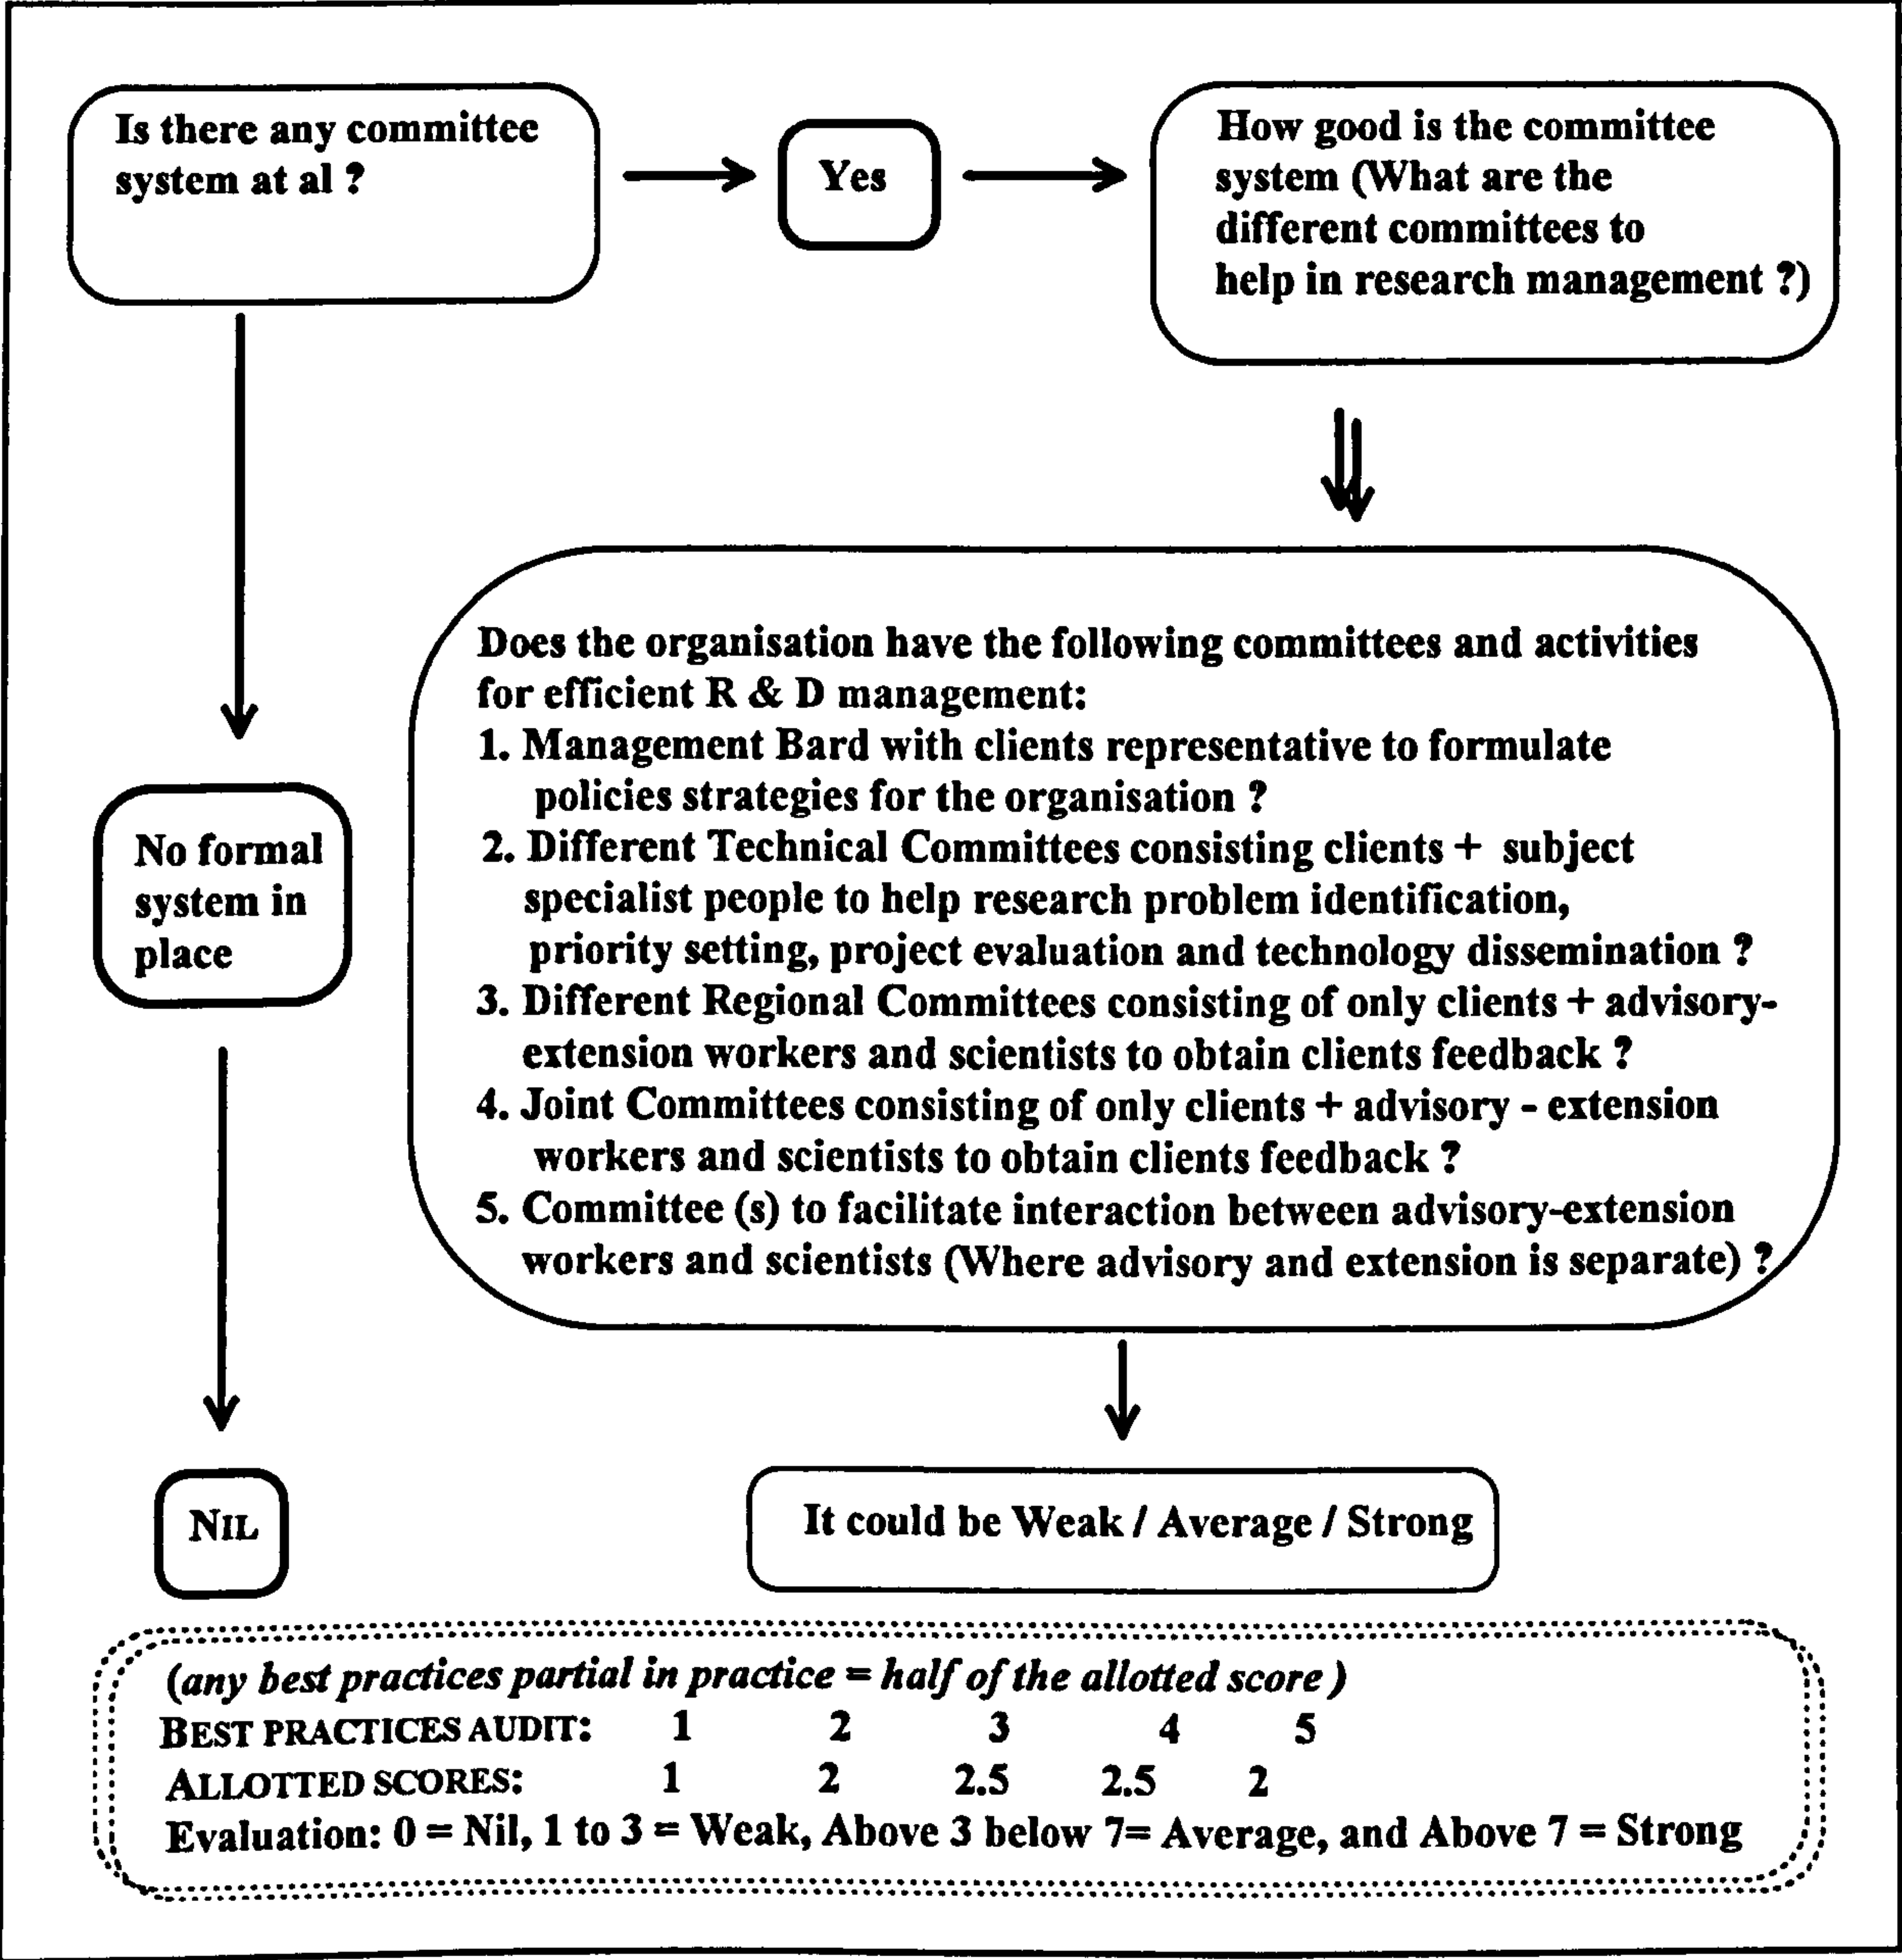 Is there any committee
system at al ?
Yes
How good is the committee
system (What are the
different committees to
help in research management ?)
Does the organisation have the following committees and activities
for efficient R & D management:
1. Management Bard with clients representative to formulate
policies strategies for the organisation ?
2. Different Technical Committees consisting clients + subject
specialist people to help research problem identification,
priority setting, project evaluation and technology dissemination ?
3. Different Regional Committees consisting of only clients + advisory-
extension workers and scientists to obtain clients feedback ?
4. Joint Committees consisting of only clients + advisory - extension
workers and scientists to obtain clients feedback ?
5. Committee (s) to facilitate interaction between advisory-extension
workers and scientists (Where advisory and extension is separate) ?
No formal
system in
place
NIL
It could be Weak / Average / Strong
(any best practices partial in practice = half of the allotted score )
BEST PRACTICES AUDIT: 1 2 3 4 5
ALLOTTED SCORES: 1 2 2.5 2.5 2
Evaluation: 0 = Nil, 1 to 3 = Weak, Above 3 below 7= Average, and Above 7 = Strong